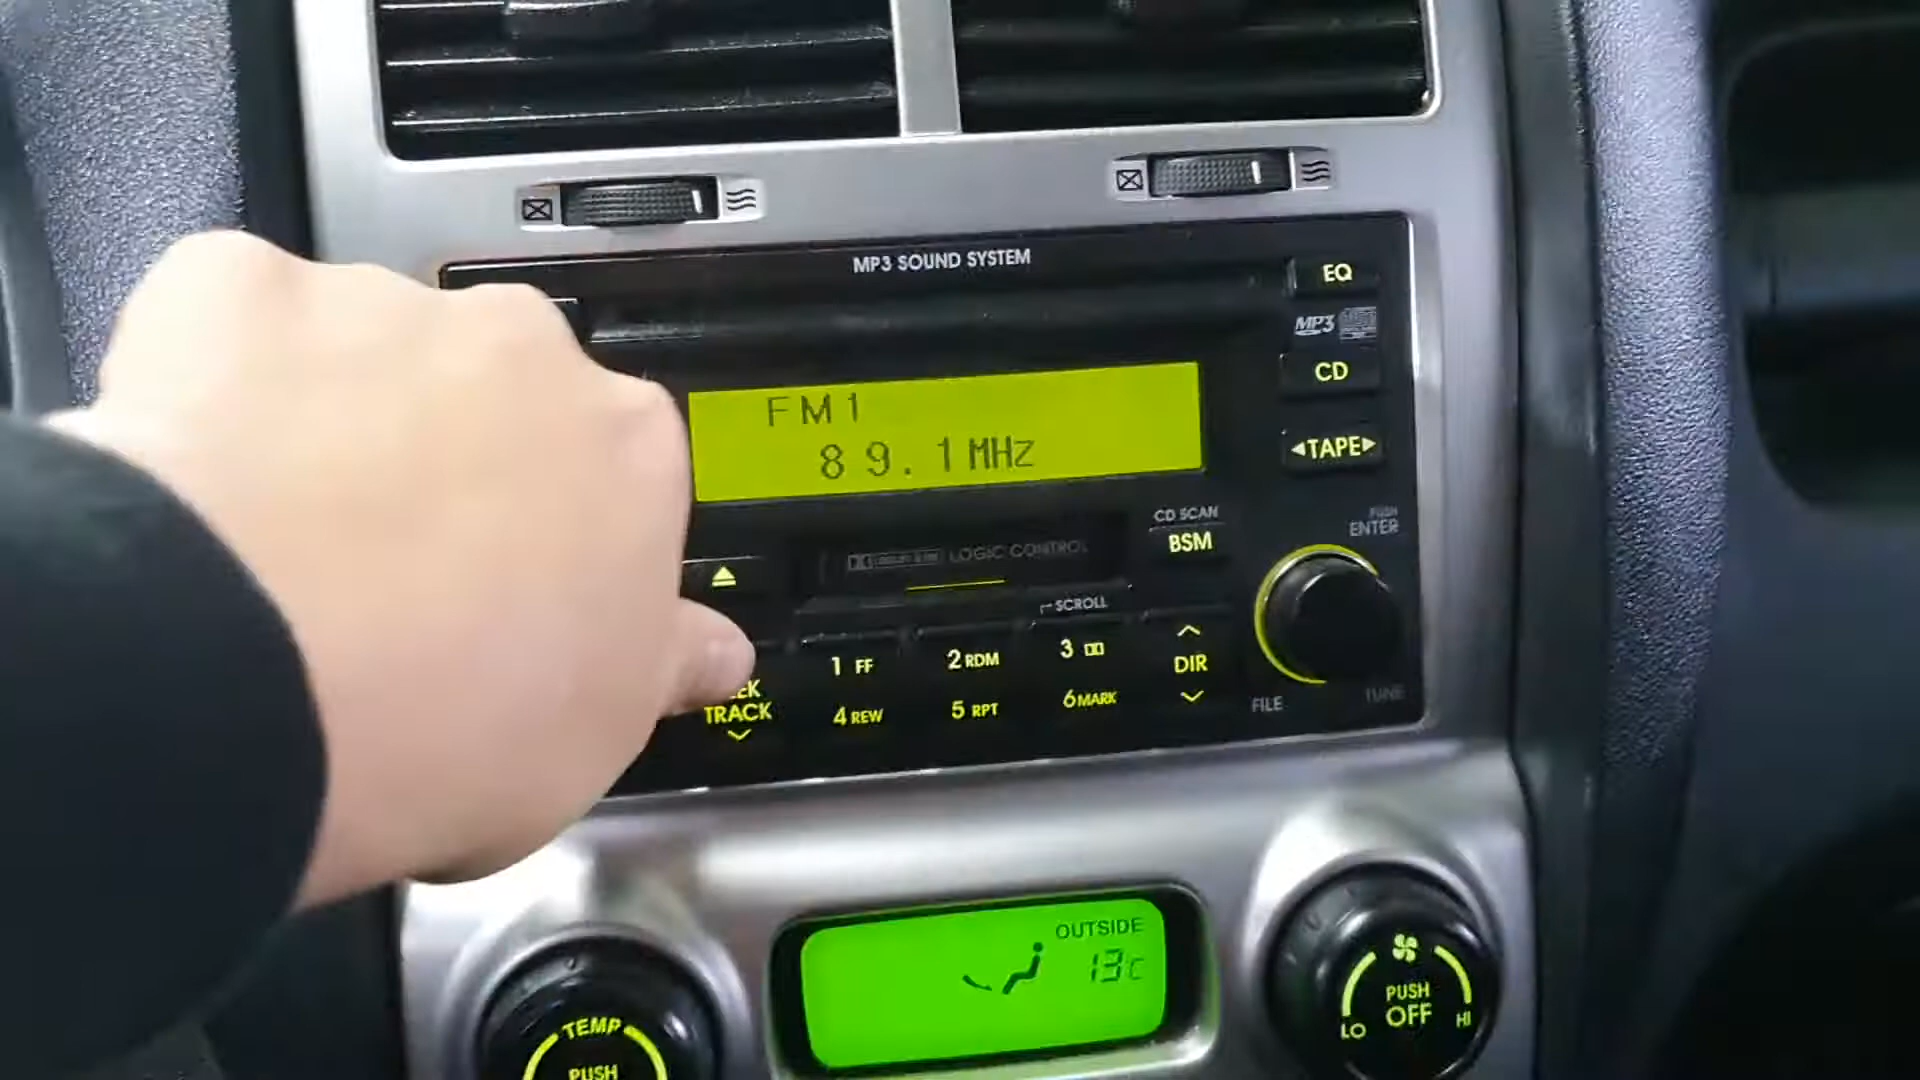 MP3 SOUND SYSTEM
EQ
MP3
CD
FM1
89.1MHz
◀TAPE▶
CD SCAN
BSM
PUSH
ENTER
LOGIC CONTROL
SCROLL
1 FF
2 RDM
3
DIR
TRACK
4 REW
5 RPT
6 MARK
FILE
TUNE
OUTSIDE
13c
TEMP
PUSH
PUSH
OFF
LO
HI